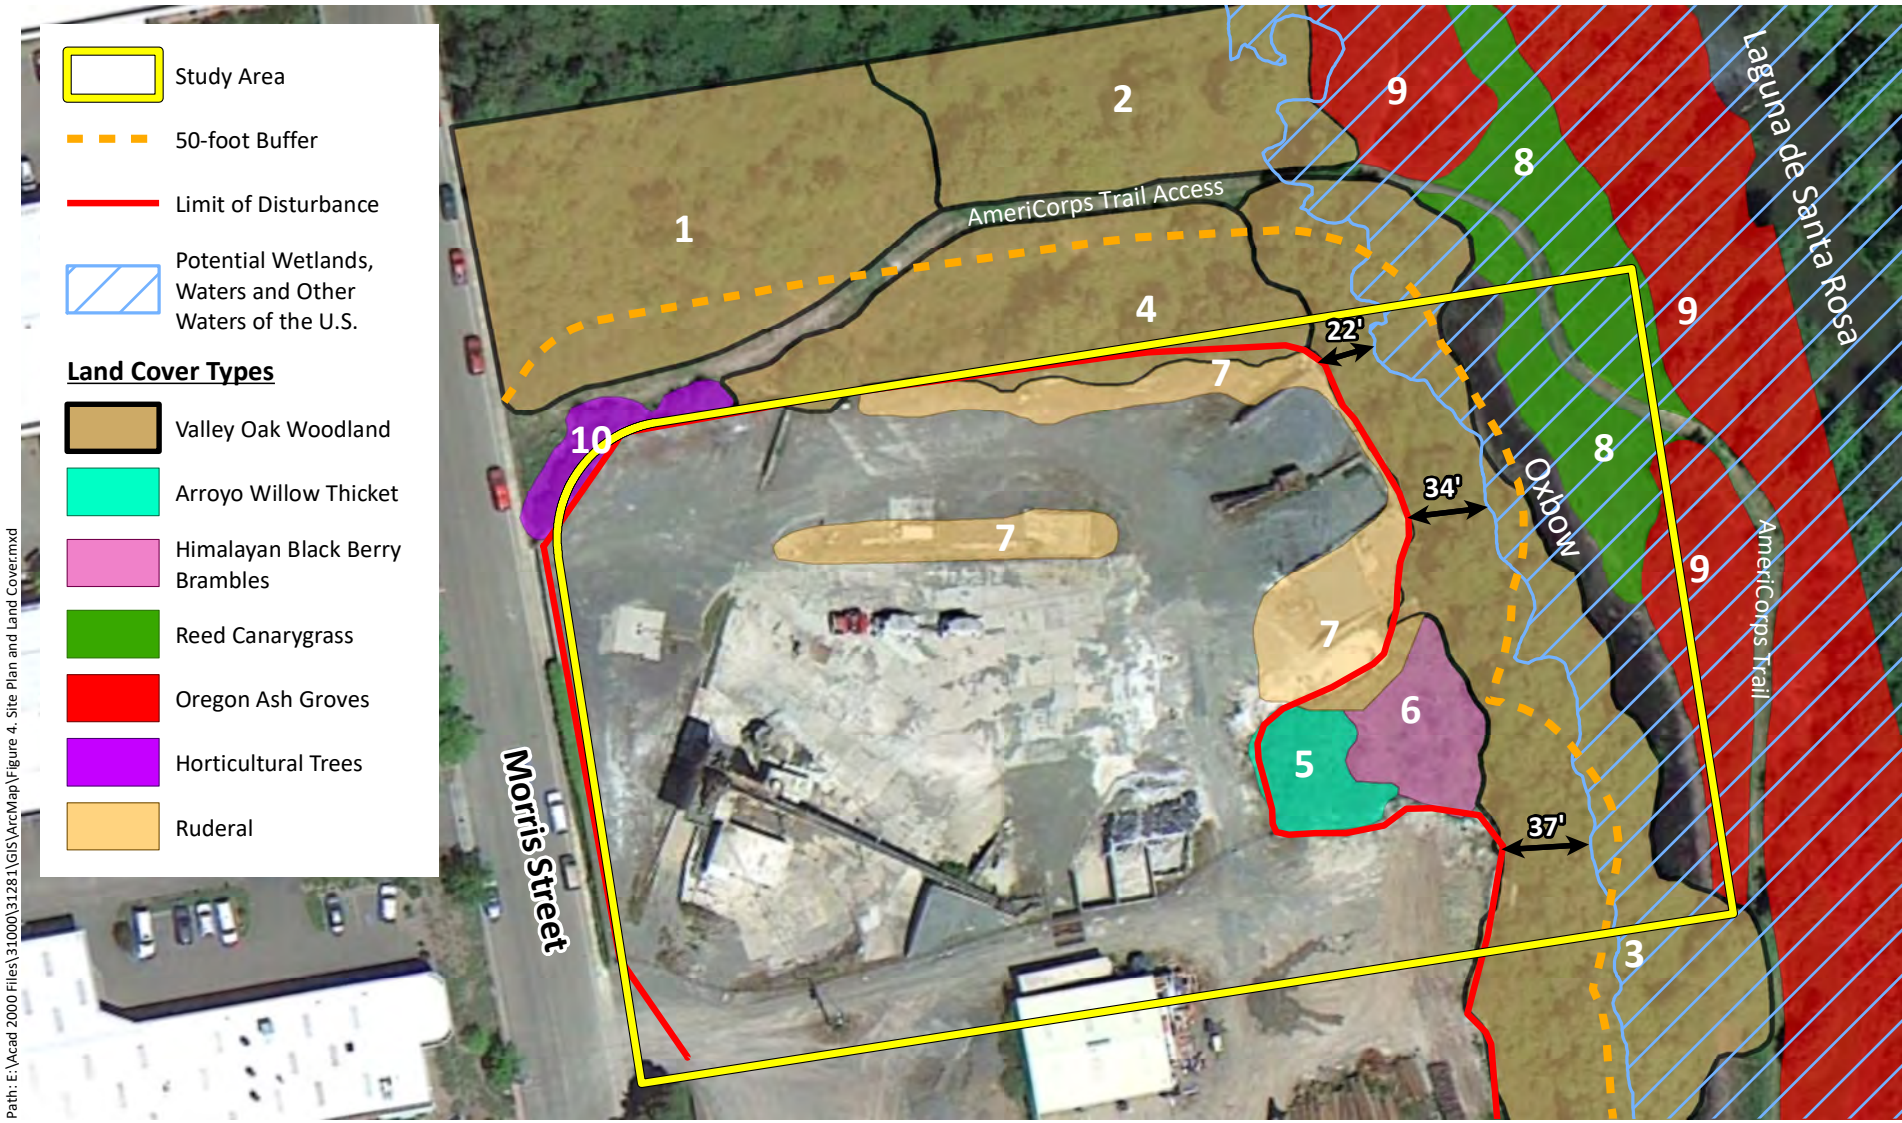 Study Area
50-foot Buffer
Limit of Disturbance
Potential Wetlands,
Waters and Other
Waters of the U.S.
Land Cover Types
Valley Oak Woodland
Arroyo Willow Thicket
Himalayan Black Berry
Brambles
Reed Canarygrass
Oregon Ash Groves
Horticultural Trees
Ruderal
Path: E:\Acad 2000 Files\31000\31281\GIS\ArcMap\Figure 4. Site Plan and Land Cover.mxd
1
2
9
8
Laguna de Santa Rosa
AmeriCorps Trail Access
4
9
22'
7
10
8
34'
Oxbow
7
9
AmeriCorps Trail
7
6
5
Morris Street
37'
3